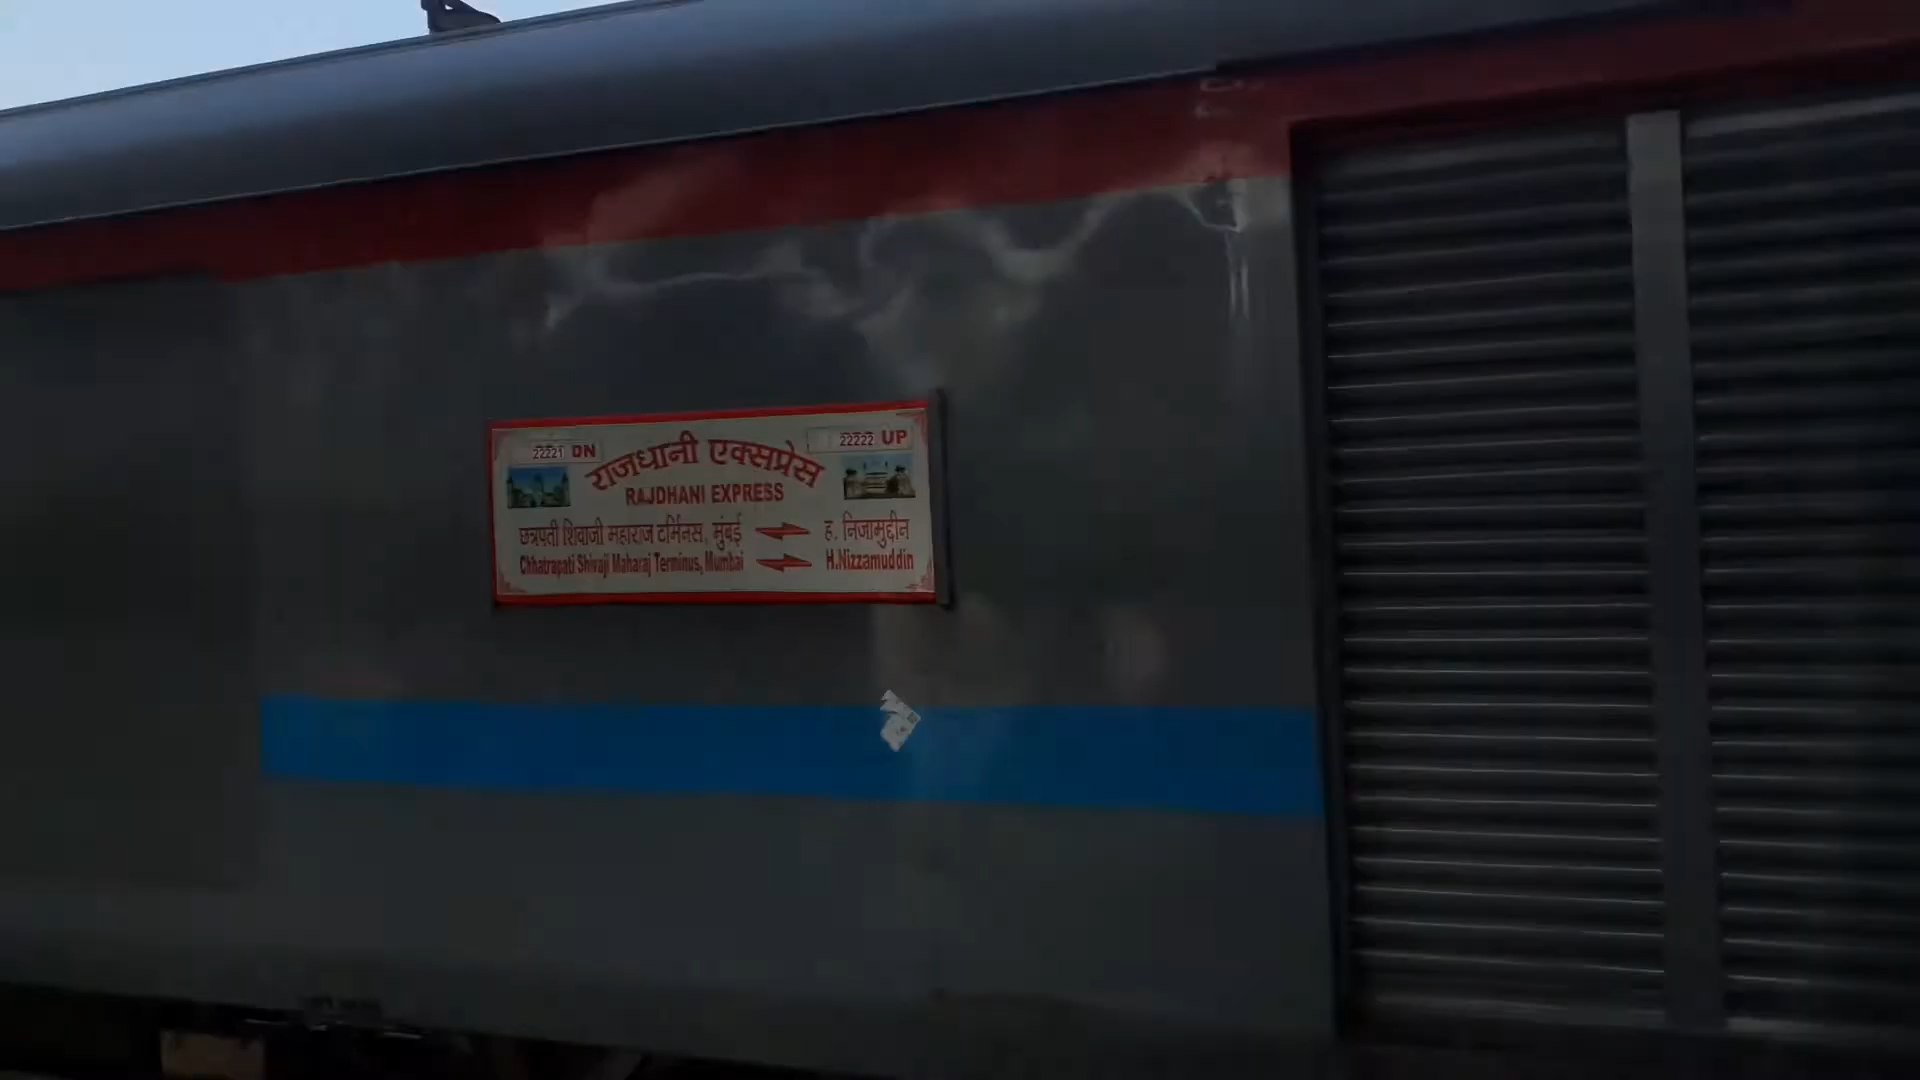 22221 DN
22222 UP
राजधानी एक्सप्रेस
RAJDHANI EXPRESS
छत्रपती शिवाजी महाराज टर्मिनस, मुंबई ह. निजामुद्दीन
Chhatrapati Shivaji Maharaj Terminus, Mumbai H.Nizzamuddin